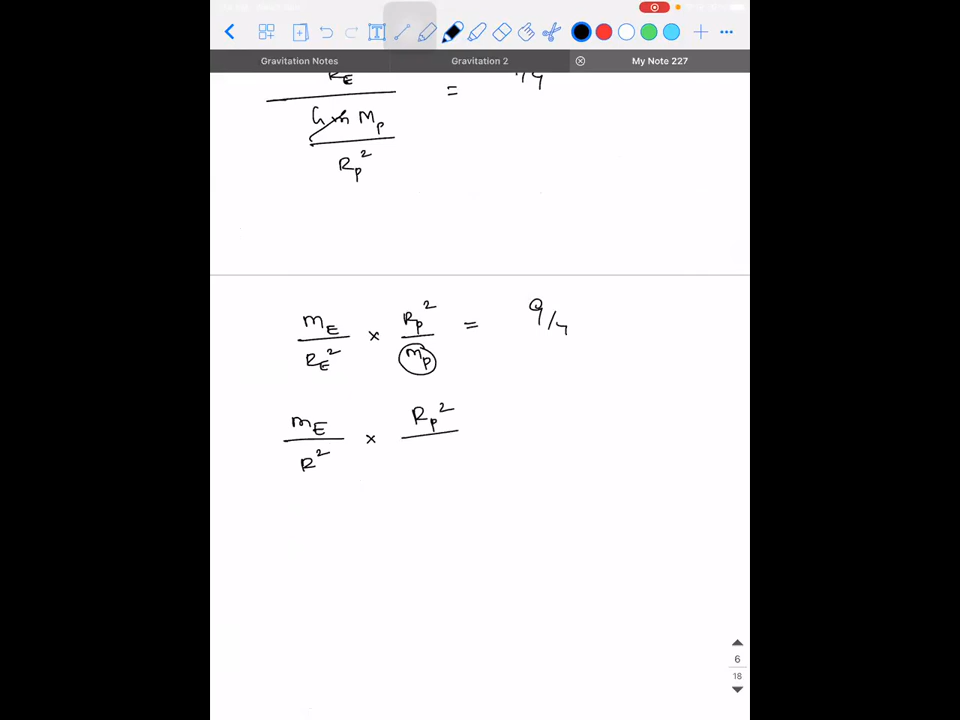 Gravitation Notes
Gravitation 2
My Note 227
R_E
G m M_p
=
R_p^2
m_E / R_E^2 × R_p^2 / m_p = 9/4
m_E / R^2 × R_p^2
6
18